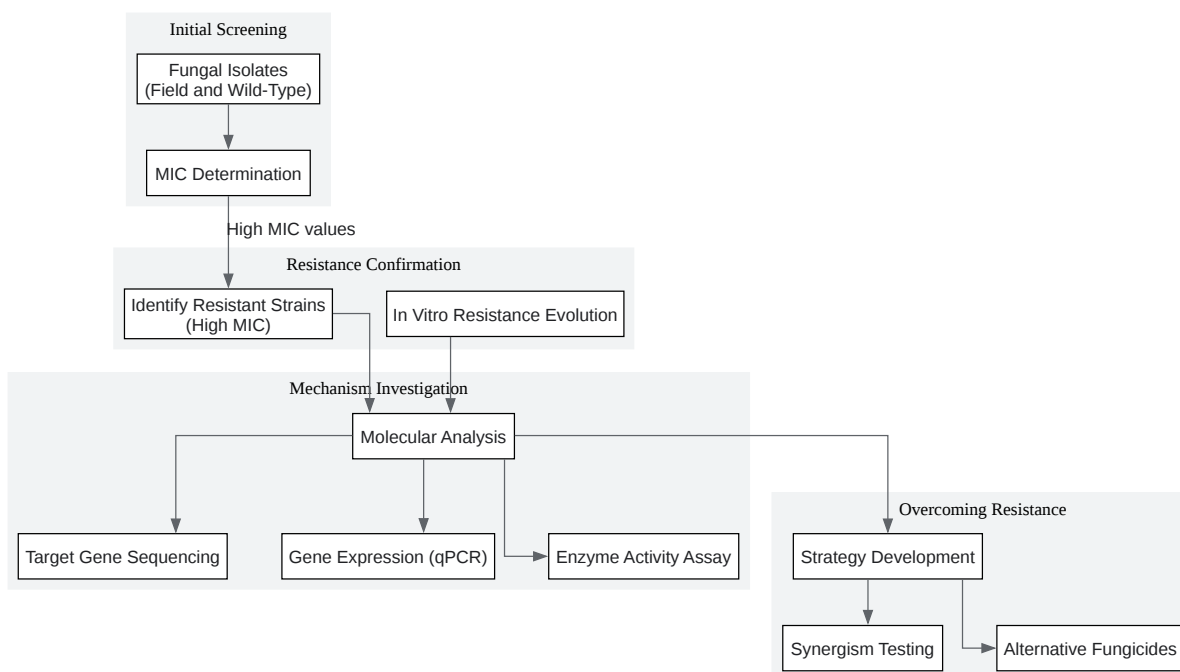 Initial Screening
Fungal Isolates
(Field and Wild-Type)
MIC Determination
High MIC values
Resistance Confirmation
Identify Resistant Strains
(High MIC)
In Vitro Resistance Evolution
Mechanism Investigation
Molecular Analysis
Target Gene Sequencing
Gene Expression (qPCR)
Enzyme Activity Assay
Overcoming Resistance
Strategy Development
Synergism Testing
Alternative Fungicides